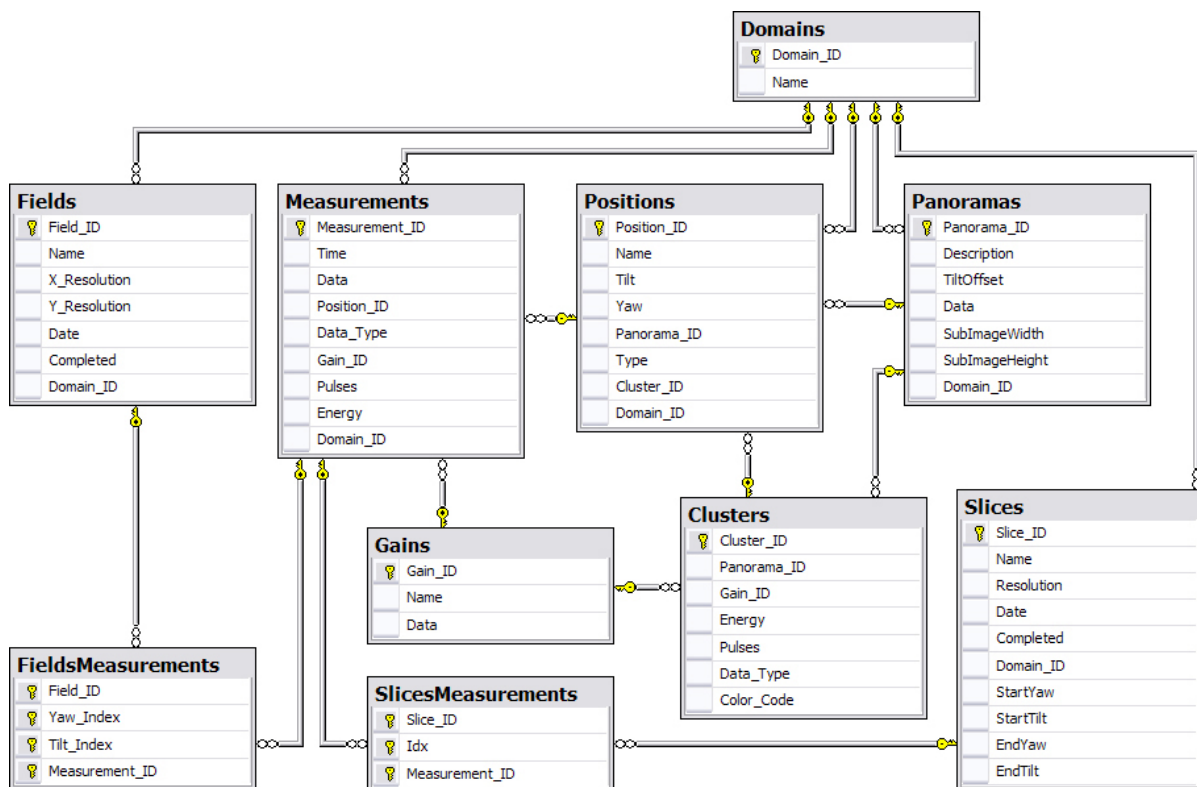 Domains
Domain_ID
Name
Fields
Field_ID
Name
X_Resolution
Y_Resolution
Date
Completed
Domain_ID
Measurements
Measurement_ID
Time
Data
Position_ID
Data_Type
Gain_ID
Pulses
Energy
Domain_ID
Positions
Position_ID
Name
Tilt
Yaw
Panorama_ID
Type
Cluster_ID
Domain_ID
Panoramas
Panorama_ID
Description
TiltOffset
Data
SubImageWidth
SubImageHeight
Domain_ID
Gains
Gain_ID
Name
Data
Clusters
Cluster_ID
Panorama_ID
Gain_ID
Energy
Pulses
Data_Type
Color_Code
Slices
Slice_ID
Name
Resolution
Date
Completed
Domain_ID
StartYaw
StartTilt
EndYaw
EndTilt
FieldsMeasurements
Field_ID
Yaw_Index
Tilt_Index
Measurement_ID
SlicesMeasurements
Slice_ID
Idx
Measurement_ID